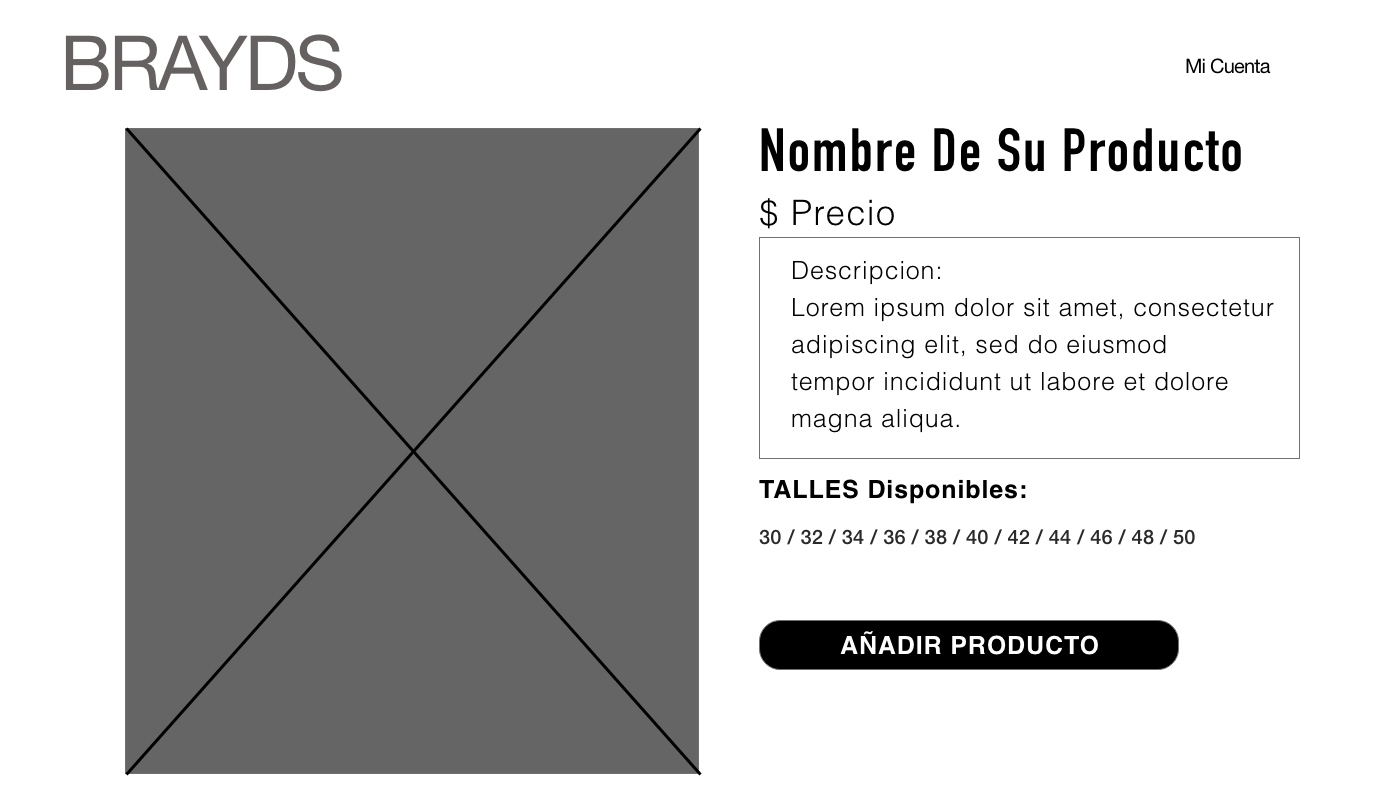 BRAYDS
Mi Cuenta
Nombre De Su Producto
$ Precio
Descripcion:
Lorem ipsum dolor sit amet, consectetur
adipiscing elit, sed do eiusmod
tempor incididunt ut labore et dolore
magna aliqua.
TALLES Disponibles:
30 / 32 / 34 / 36 / 38 / 40 / 42 / 44 / 46 / 48 / 50
AÑADIR PRODUCTO